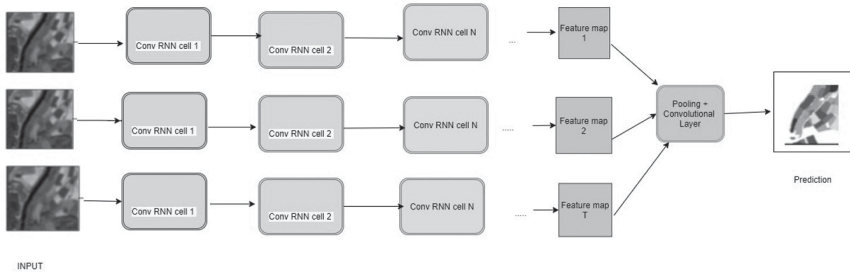 Conv RNN cell 1
Conv RNN cell 2
Conv RNN cell N
...
Feature map
1
Conv RNN cell 1
Conv RNN cell 2
Conv RNN cell N
.....
Feature map
2
Conv RNN cell 1
Conv RNN cell 2
Conv RNN cell N
.....
Feature map
T
Pooling +
Convolutional
Layer
Prediction
INPUT